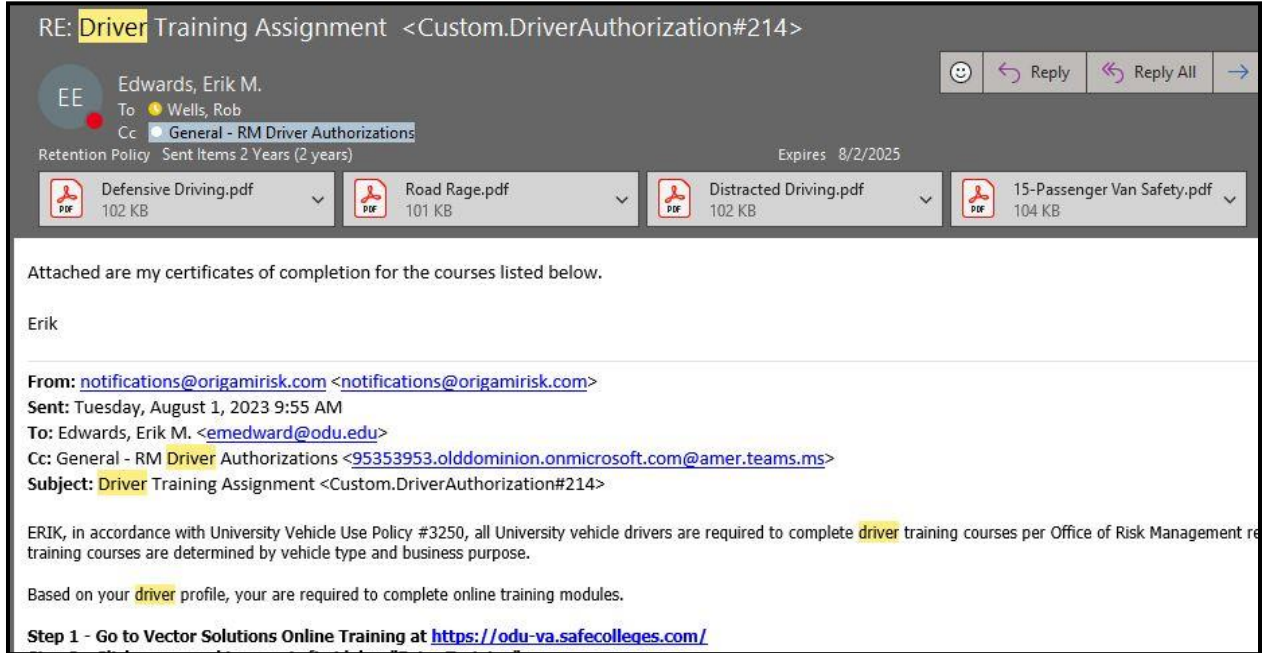 RE: Driver Training Assignment <Custom.DriverAuthorization#214>
Reply
Reply All
EE
Edwards, Erik M.
To Wells, Rob
Cc General - RM Driver Authorizations
Retention Policy Sent Items 2 Years (2 years)
Expires 8/2/2025
PDF
Defensive Driving.pdf
102 KB
PDF
Road Rage.pdf
101 KB
PDF
Distracted Driving.pdf
102 KB
PDF
15-Passenger Van Safety.pdf
104 KB
Attached are my certificates of completion for the courses listed below.
Erik
From: notifications@origamirisk.com <notifications@origamirisk.com>
Sent: Tuesday, August 1, 2023 9:55 AM
To: Edwards, Erik M. <emedward@odu.edu>
Cc: General - RM Driver Authorizations <95353953.olddominion.onmicrosoft.com@amer.teams.ms>
Subject: Driver Training Assignment <Custom.DriverAuthorization#214>
ERIK, in accordance with University Vehicle Use Policy #3250, all University vehicle drivers are required to complete driver training courses per Office of Risk Management re
training courses are determined by vehicle type and business purpose.
Based on your driver profile, your are required to complete online training modules.
Step 1 - Go to Vector Solutions Online Training at https://odu-va.safecolleges.com/